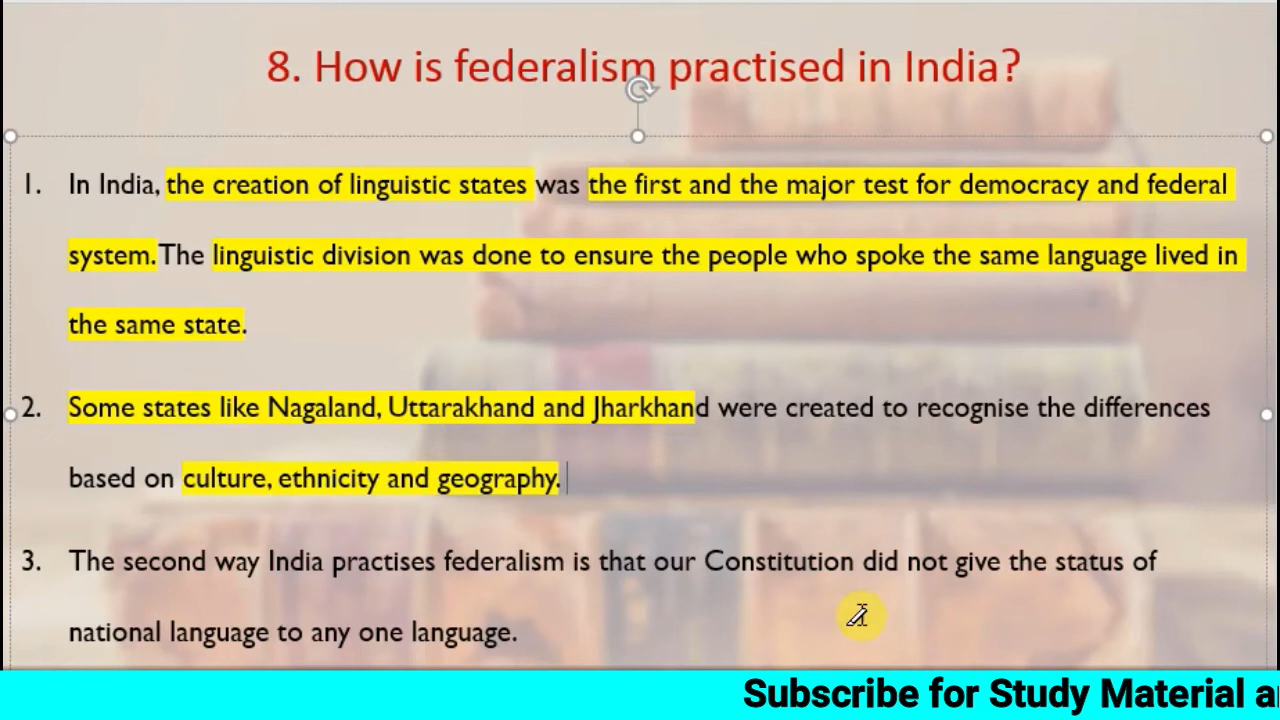 8. How is federalism practised in India?
1. In India, the creation of linguistic states was the first and the major test for democracy and federal
system. The linguistic division was done to ensure the people who spoke the same language lived in
the same state.
2. Some states like Nagaland, Uttarakhand and Jharkhand were created to recognise the differences
based on culture, ethnicity and geography.
3. The second way India practises federalism is that our Constitution did not give the status of
national language to any one language.
Subscribe for Study Material a